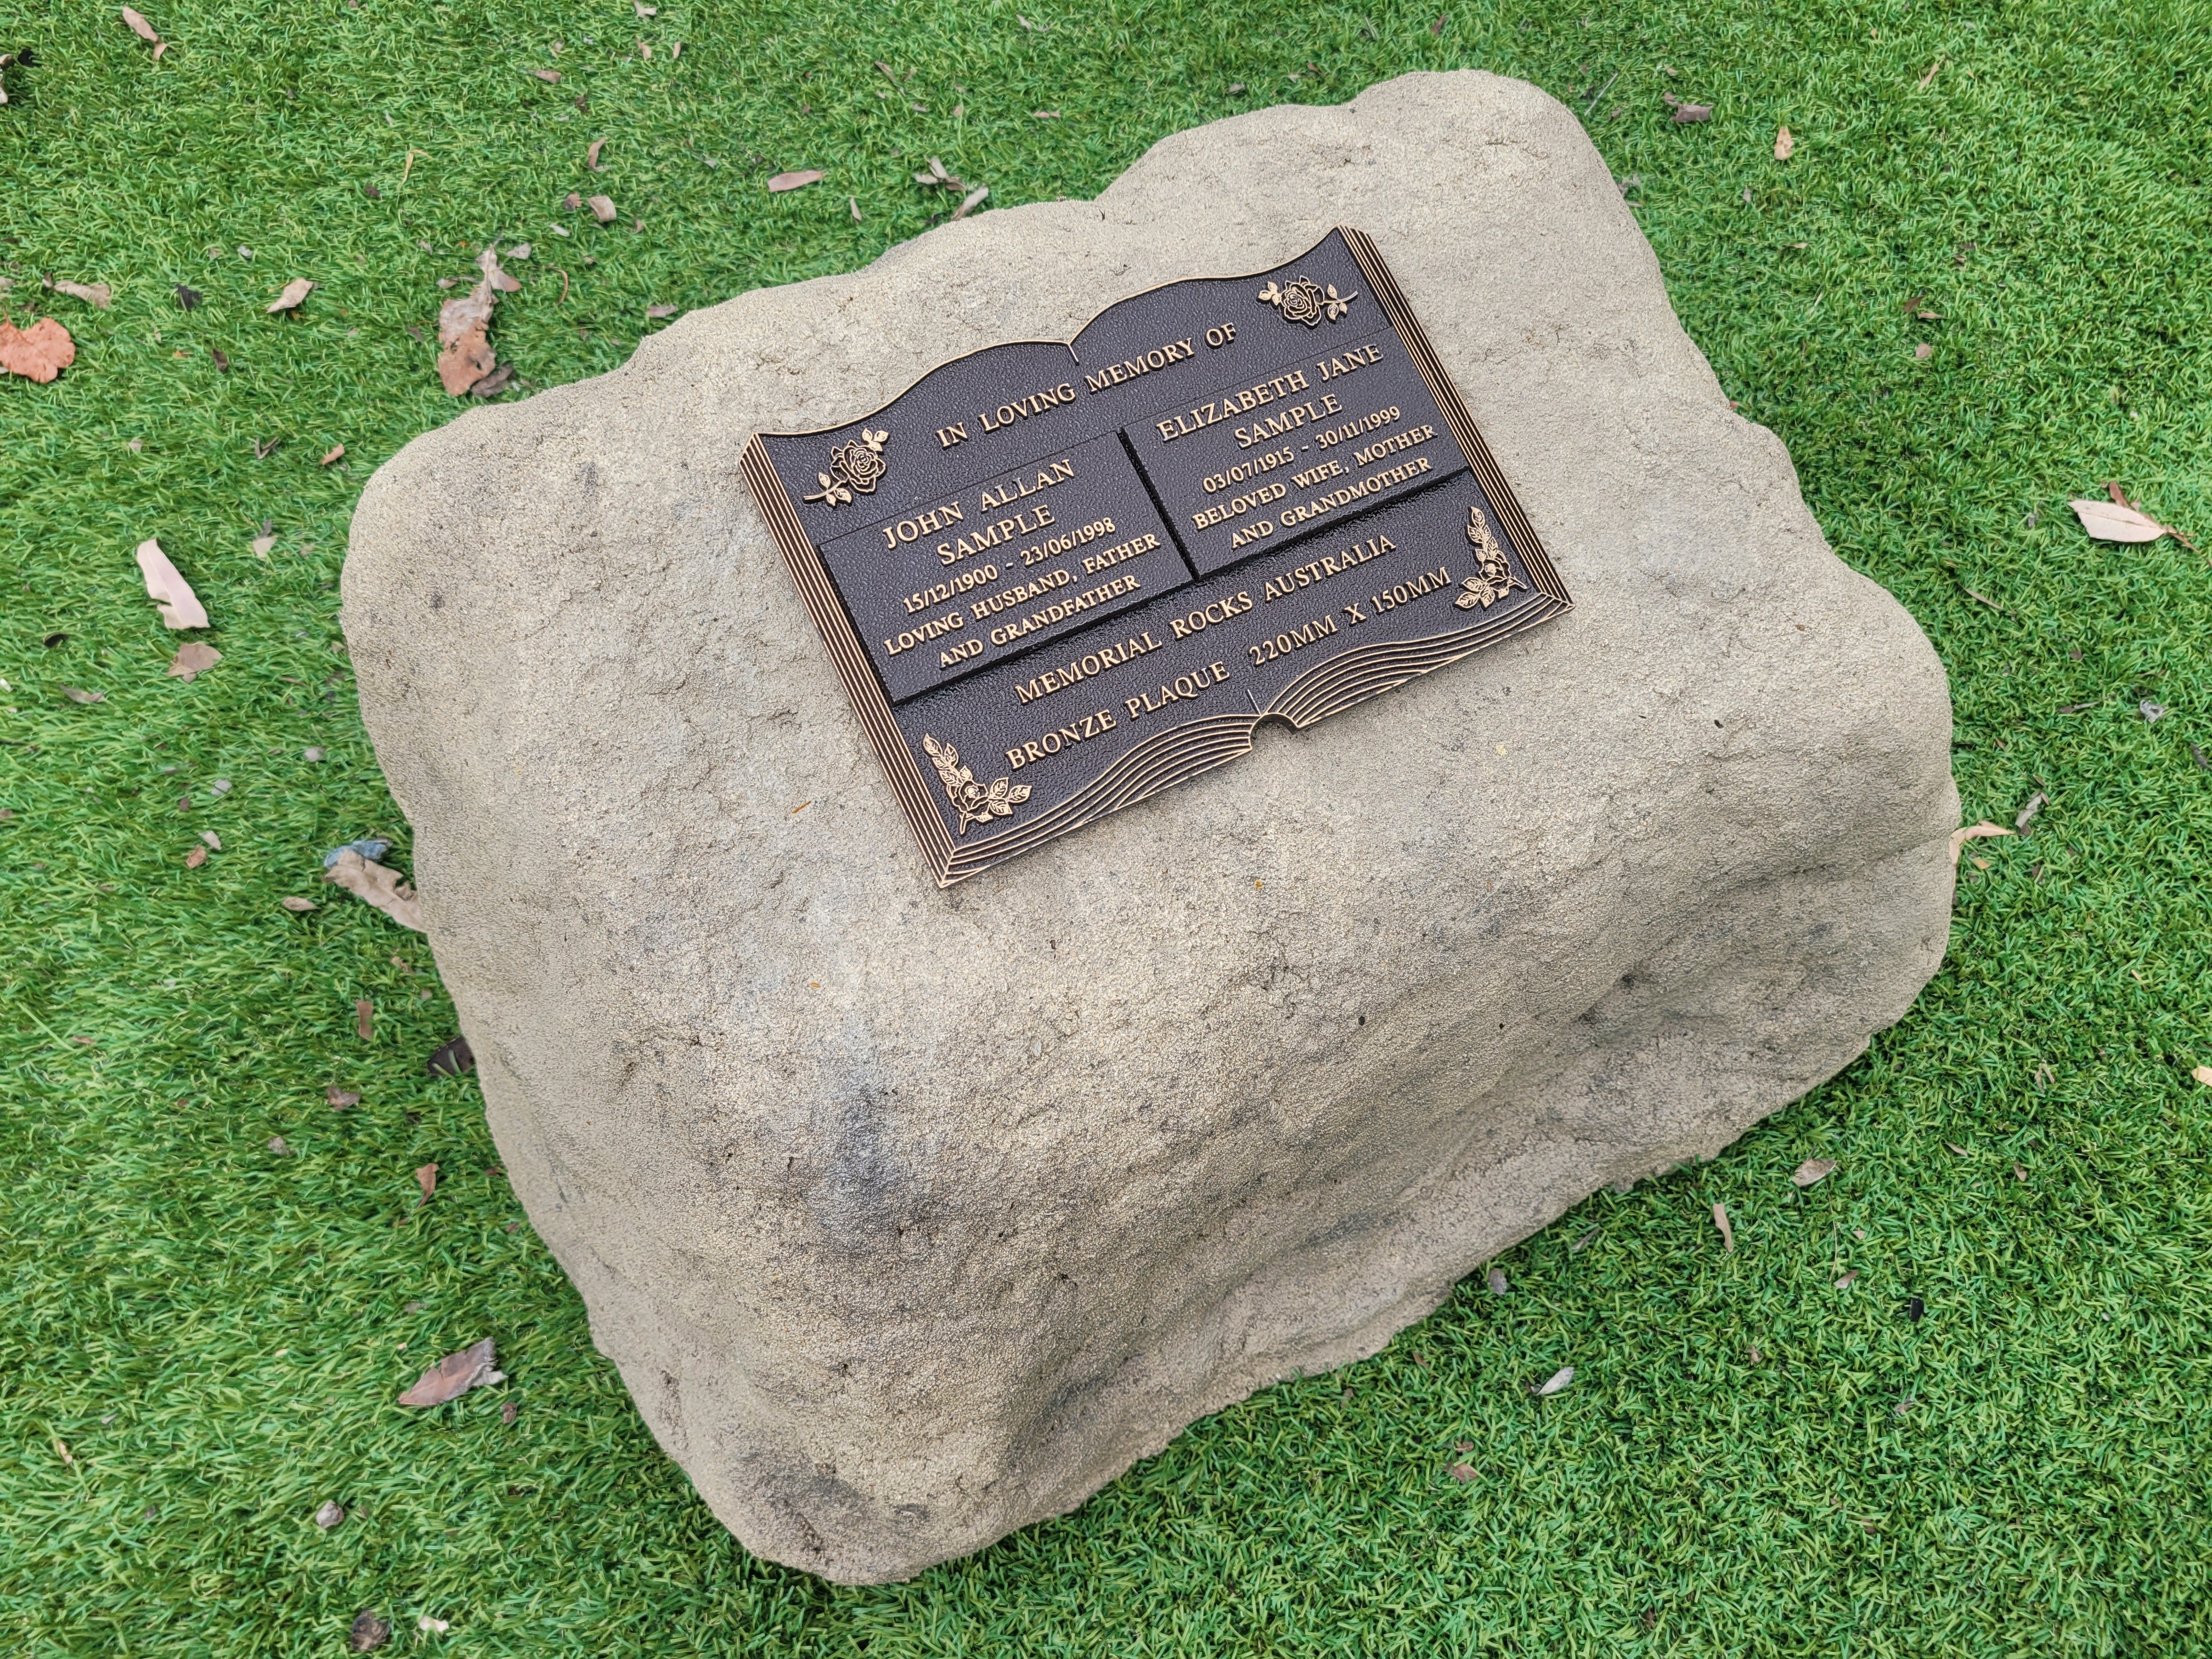 IN LOVING MEMORY OF
JOHN ALLAN
SAMPLE
15/12/1900 - 23/06/1998
LOVING HUSBAND, FATHER
AND GRANDFATHER
ELIZABETH JANE
SAMPLE
03/07/1915 - 30/11/1999
BELOVED WIFE, MOTHER
AND GRANDMOTHER
MEMORIAL ROCKS AUSTRALIA
BRONZE PLAQUE 220MM X 150MM